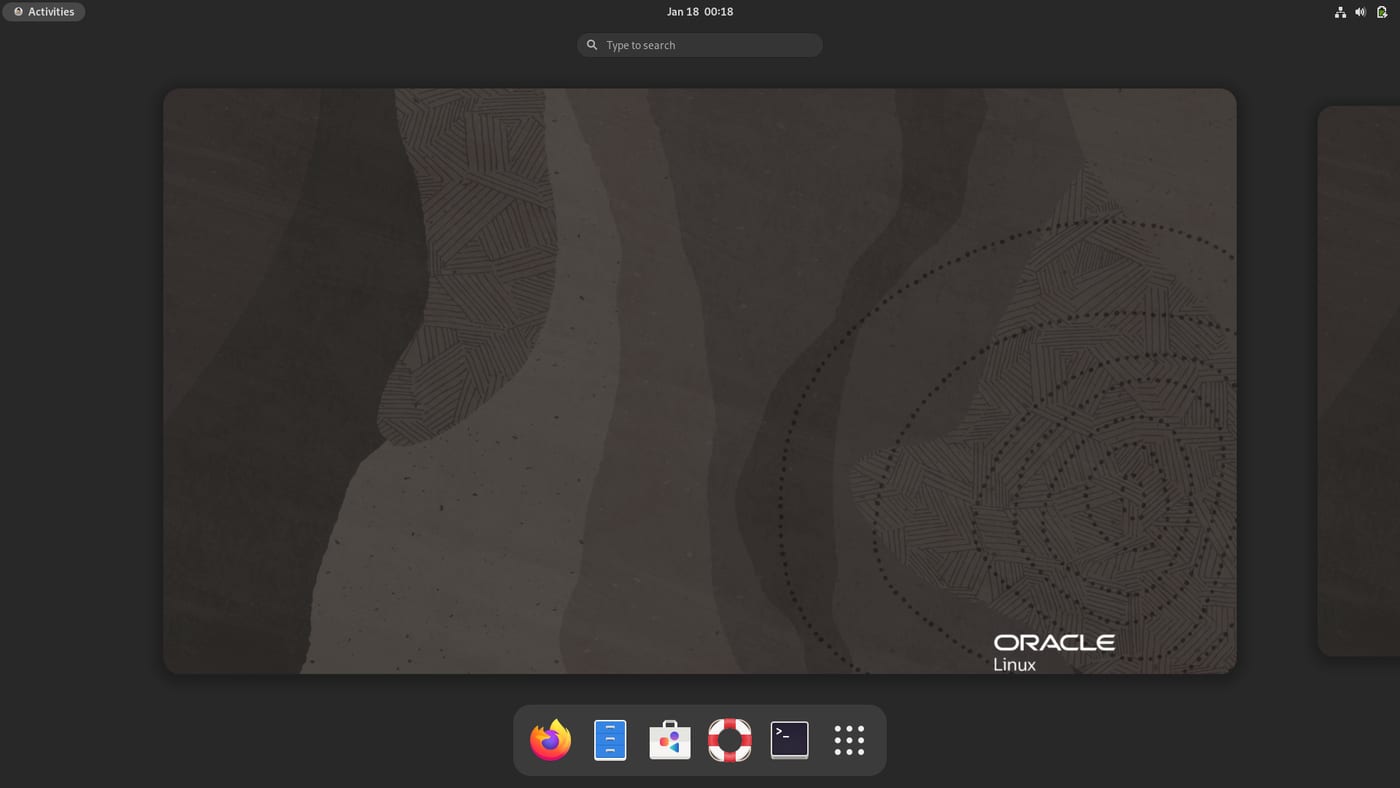 Activities
Jan 18 00:18
Type to search
ORACLE
Linux
>_